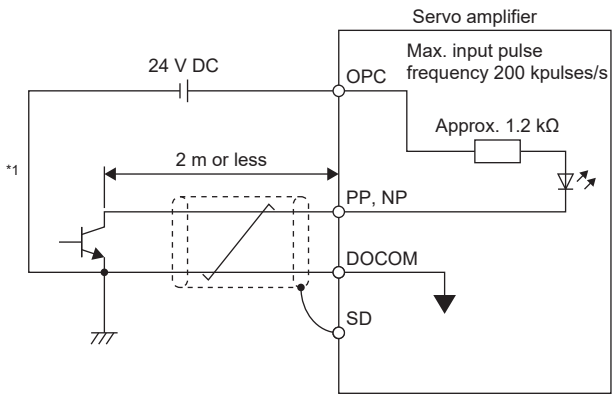 Servo amplifier
Max. input pulse
frequency 200 kpulses/s
24 V DC
OPC
Approx. 1.2 kΩ
*1
2 m or less
PP, NP
DOCOM
SD